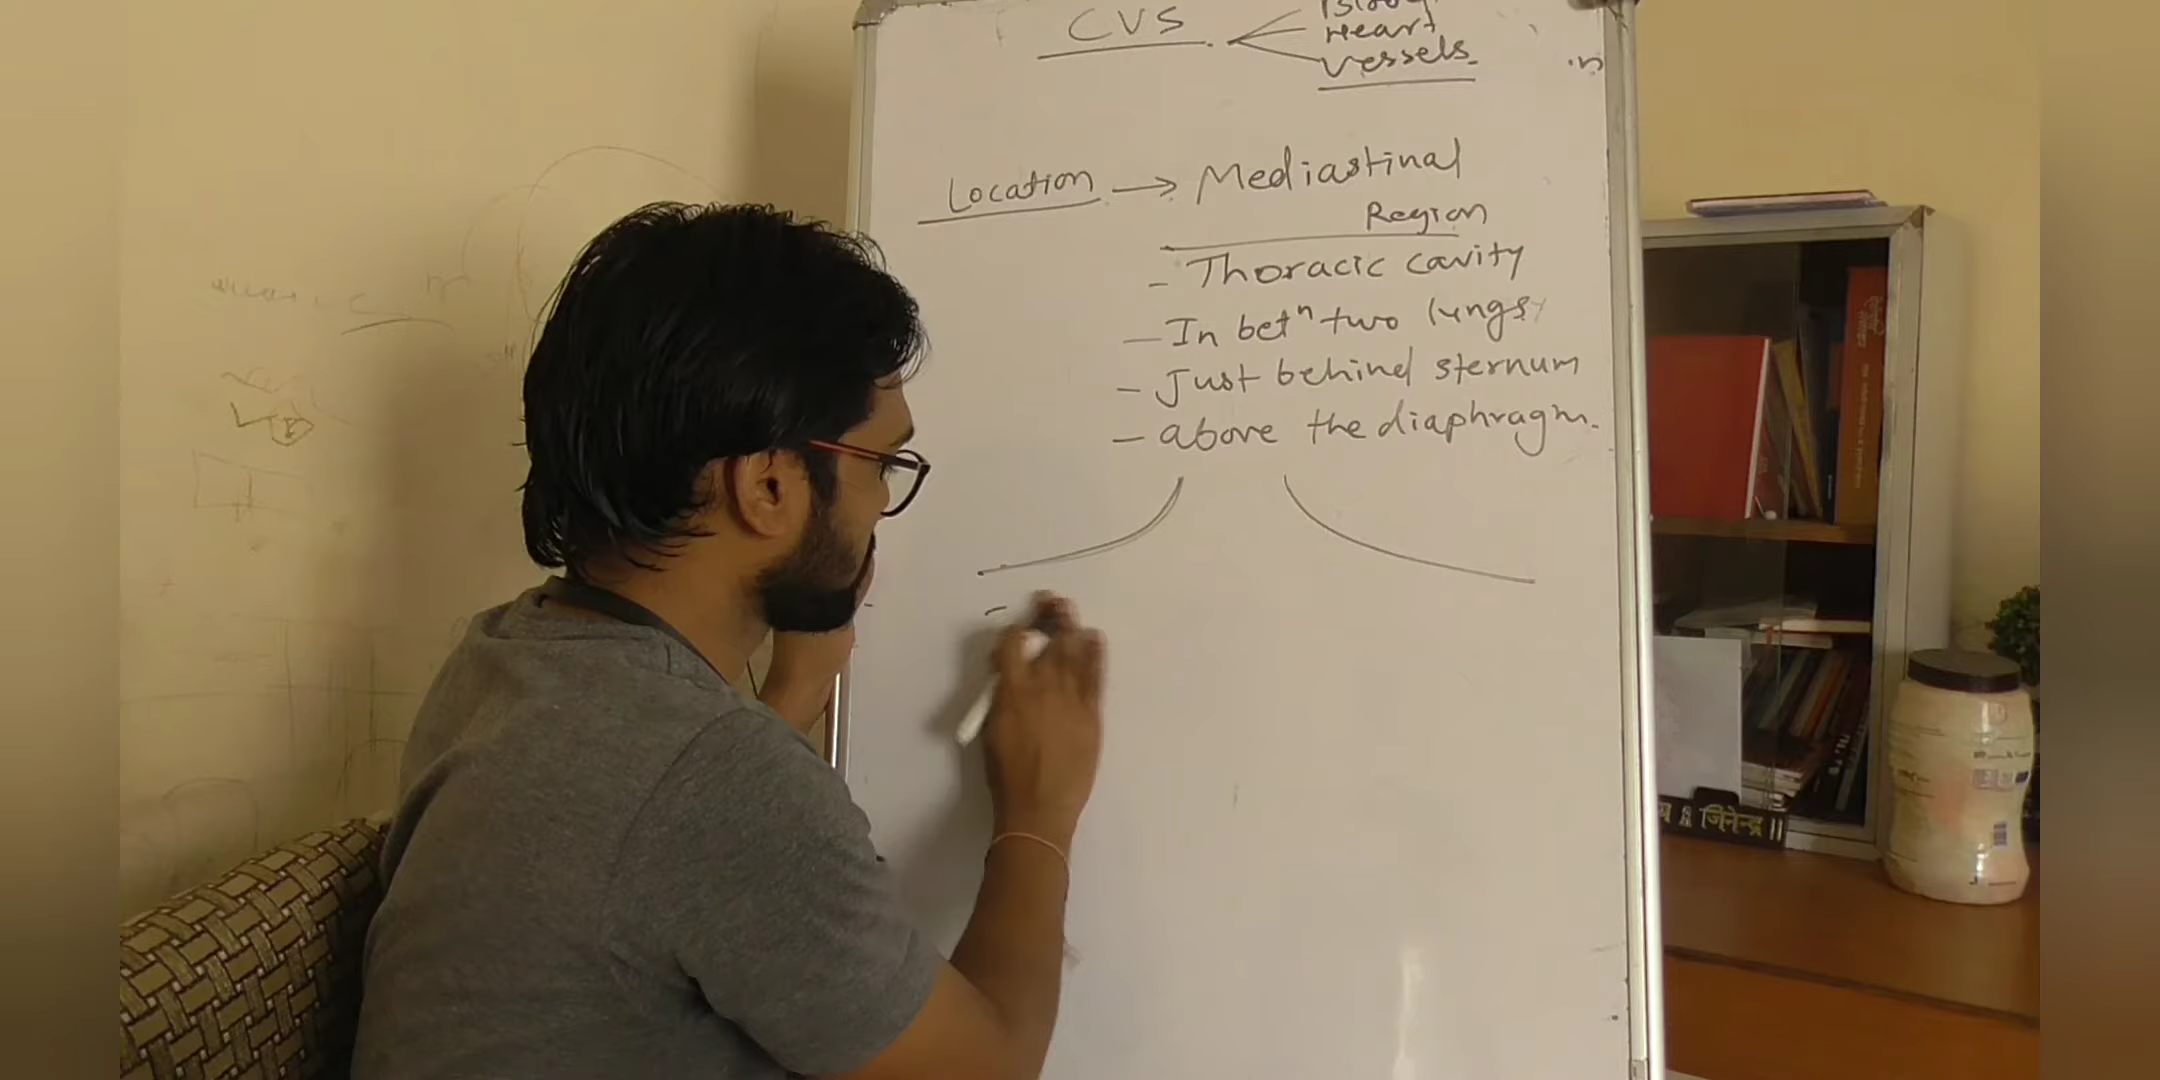 CVS
Blood
Heart
Vessels
Location → Mediastinal
Region
- Thoracic cavity
- In betⁿ two lungs
- Just behind sternum
- above the diaphragm.
जिनेन्द्र ॥